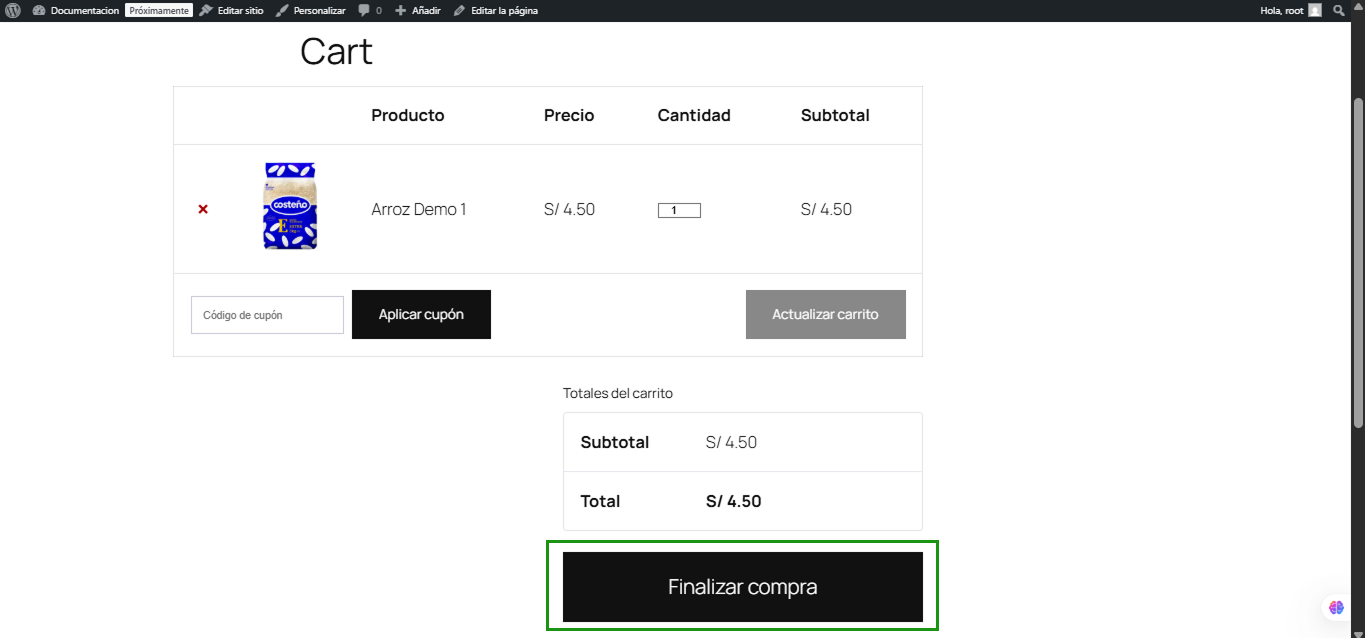 Documentacion Próximamente Editar sitio Personalizar 0 Añadir Editar la página Hola, root
Cart
Producto Precio Cantidad Subtotal
costeño
Arroz Demo 1 S/ 4.50 1 S/ 4.50
Código de cupón Aplicar cupón Actualizar carrito
Totales del carrito
Subtotal S/ 4.50
Total S/ 4.50
Finalizar compra